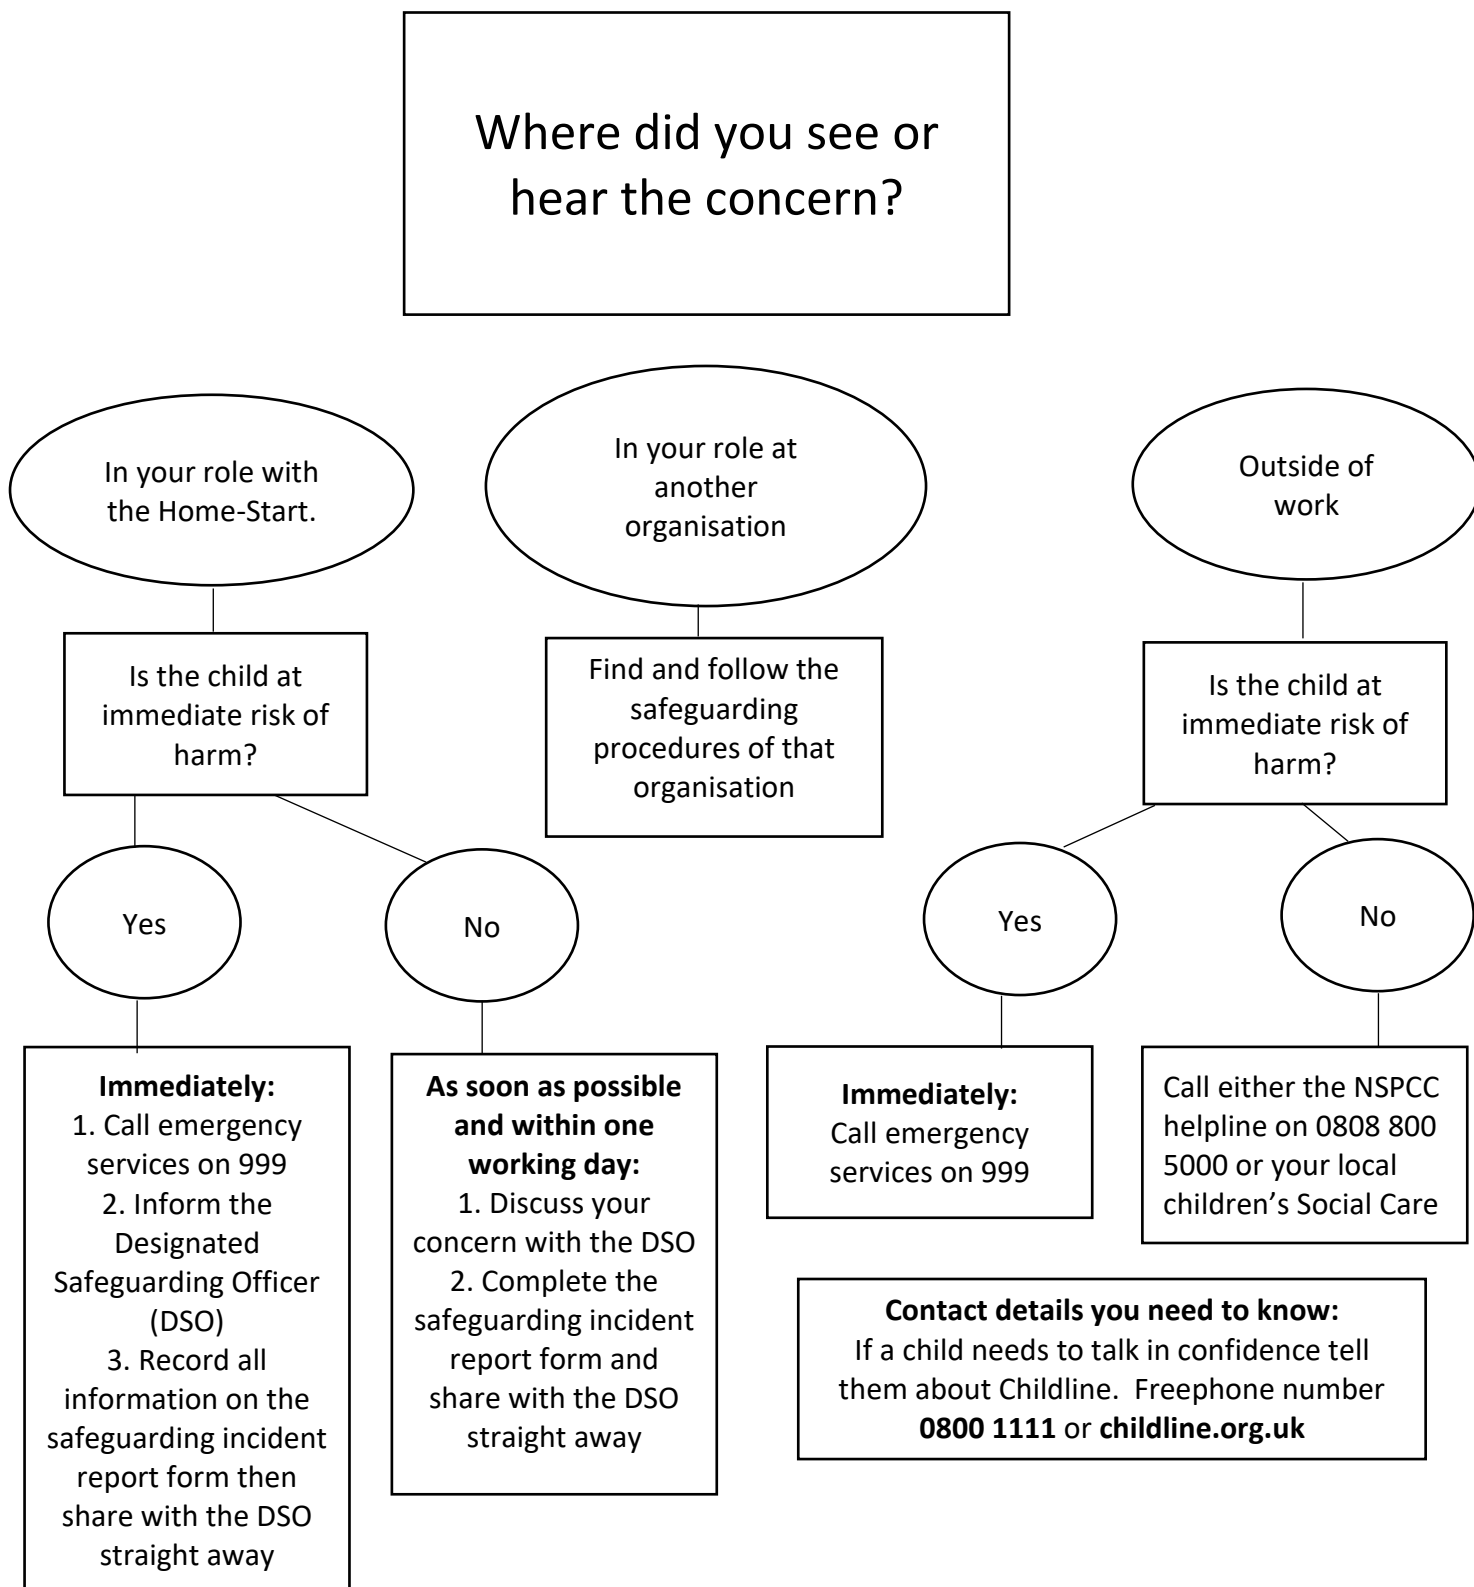 Where did you see or
hear the concern?
In your role with
the Home-Start.
In your role at
another
organisation
Outside of
work
Is the child at
immediate risk of
harm?
Find and follow the
safeguarding
procedures of that
organisation
Is the child at
immediate risk of
harm?
Yes
No
Yes
No
Immediately:
1. Call emergency
services on 999
2. Inform the
Designated
Safeguarding Officer
(DSO)
3. Record all
information on the
safeguarding incident
report form then
share with the DSO
straight away
As soon as possible
and within one
working day:
1. Discuss your
concern with the DSO
2. Complete the
safeguarding incident
report form and
share with the DSO
straight away
Immediately:
Call emergency
services on 999
Call either the NSPCC
helpline on 0808 800
5000 or your local
children’s Social Care
Contact details you need to know:
If a child needs to talk in confidence tell
them about Childline.  Freephone number
0800 1111 or childline.org.uk